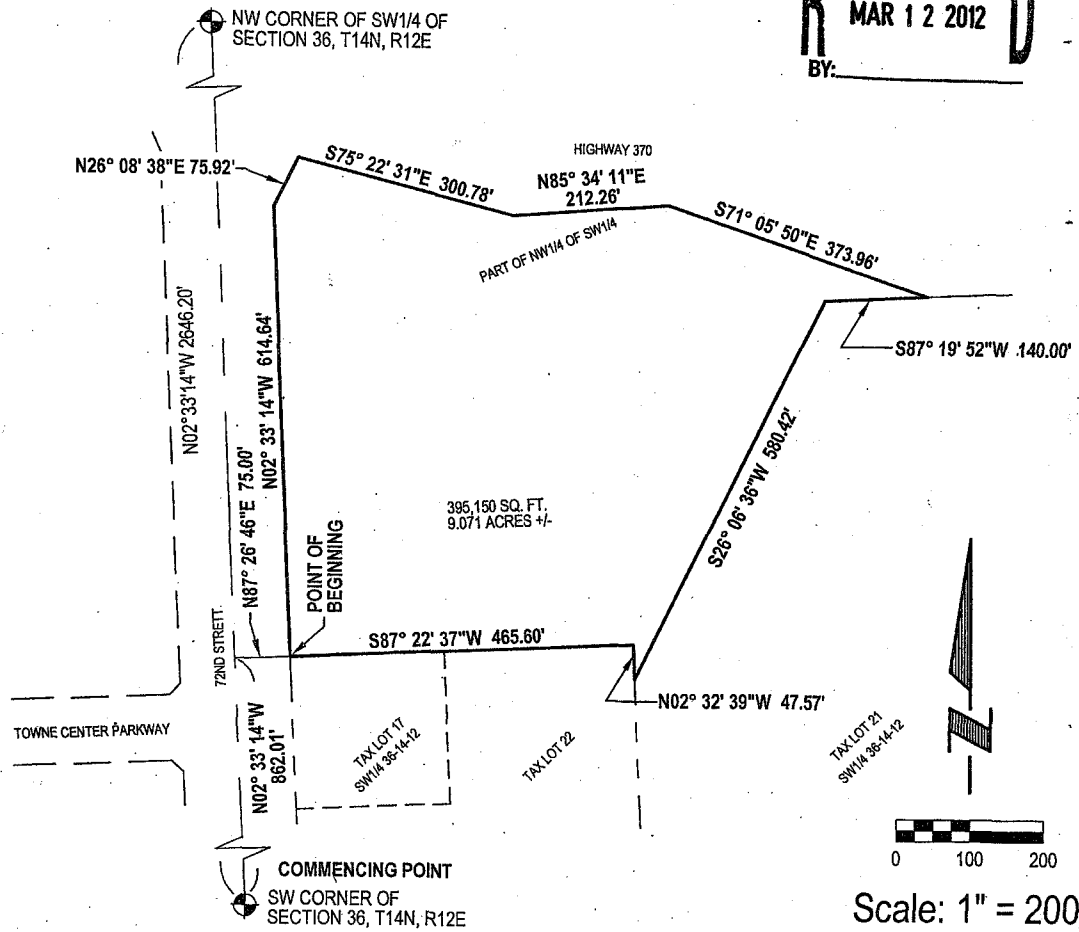 NW CORNER OF SW1/4 OF
SECTION 36, T14N, R12E
R MAR 1 2 2012 D
BY:
N26° 08' 38"E 75.92'
S75° 22' 31"E 300.78'
HIGHWAY 370
N85° 34' 11"E
212.26'
S71° 05' 50"E 373.96'
PART OF NW1/4 OF SW1/4
S87° 19' 52"W 140.00'
N02°33'14"W 2646.20'
N02° 33' 14"W 614.64'
N87° 26' 46"E 75.00'
S26° 06' 36"W 580.42'
395,150 SQ. FT.
9.071 ACRES +/-
POINT OF
BEGINNING
72ND STRETT.
S87° 22' 37"W 465.60'
N02° 32' 39"W 47.57'
TOWNE CENTER PARKWAY
N02° 33' 14"W
862.01'
TAX LOT 17
SW1/4 36-14-12
TAX LOT 22
TAX LOT 21
SW1/4 36-14-12
COMMENCING POINT
SW CORNER OF
SECTION 36, T14N, R12E
0 100 200
Scale: 1" = 200